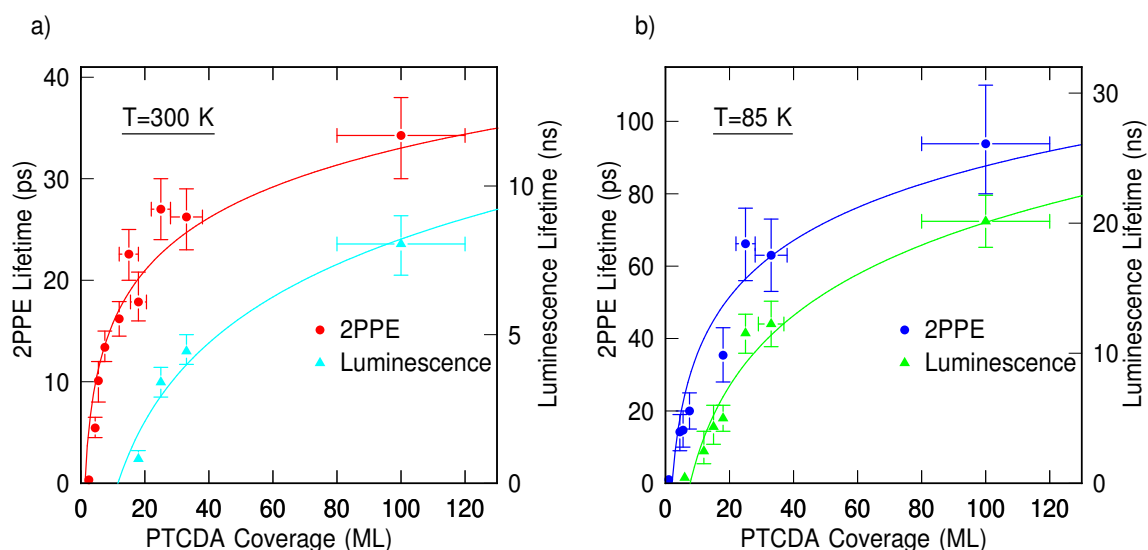 a)
T=300 K
2PPE Lifetime (ps)
40
30
20
10
0
Luminescence Lifetime (ns)
10
5
0
2PPE
Luminescence
0 20 40 60 80 100 120
PTCDA Coverage (ML)
b)
T=85 K
2PPE Lifetime (ps)
100
80
60
40
20
0
Luminescence Lifetime (ns)
30
20
10
0
2PPE
Luminescence
0 20 40 60 80 100 120
PTCDA Coverage (ML)